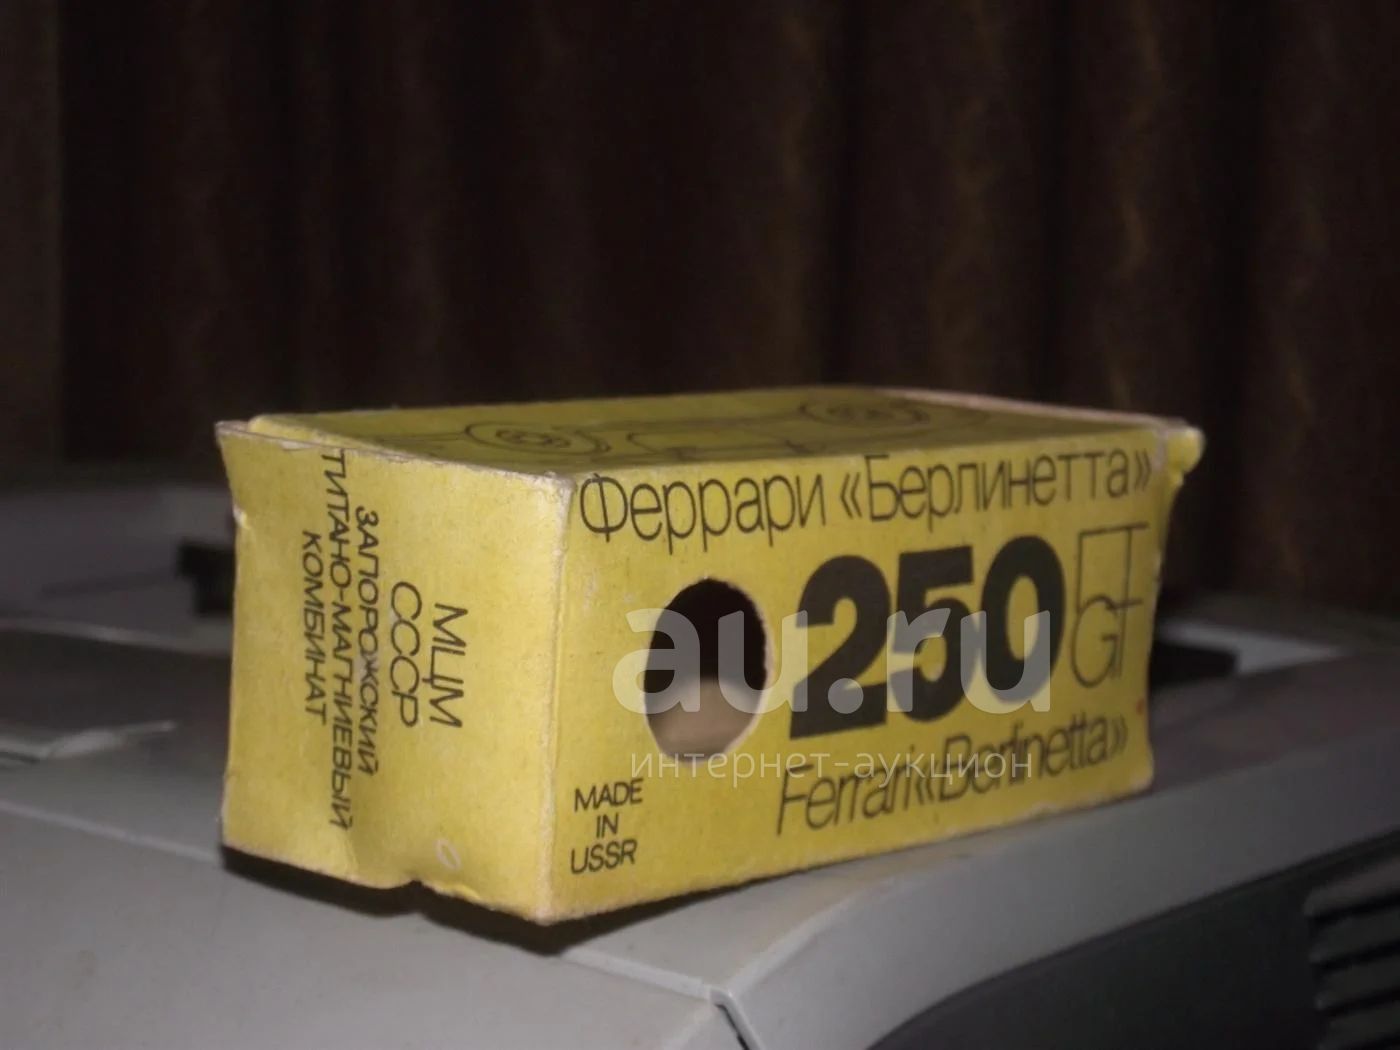 МЦМ
СССР
ЗАПОРОЖСКИЙ
ТИТАНО-МАГНИЕВЫЙ
КОМБИНАТ
Феррари «Берлинетта»
250
GT
Ferrari «Berlinetta»
MADE
IN
USSR
au.ru
интернет-аукцион